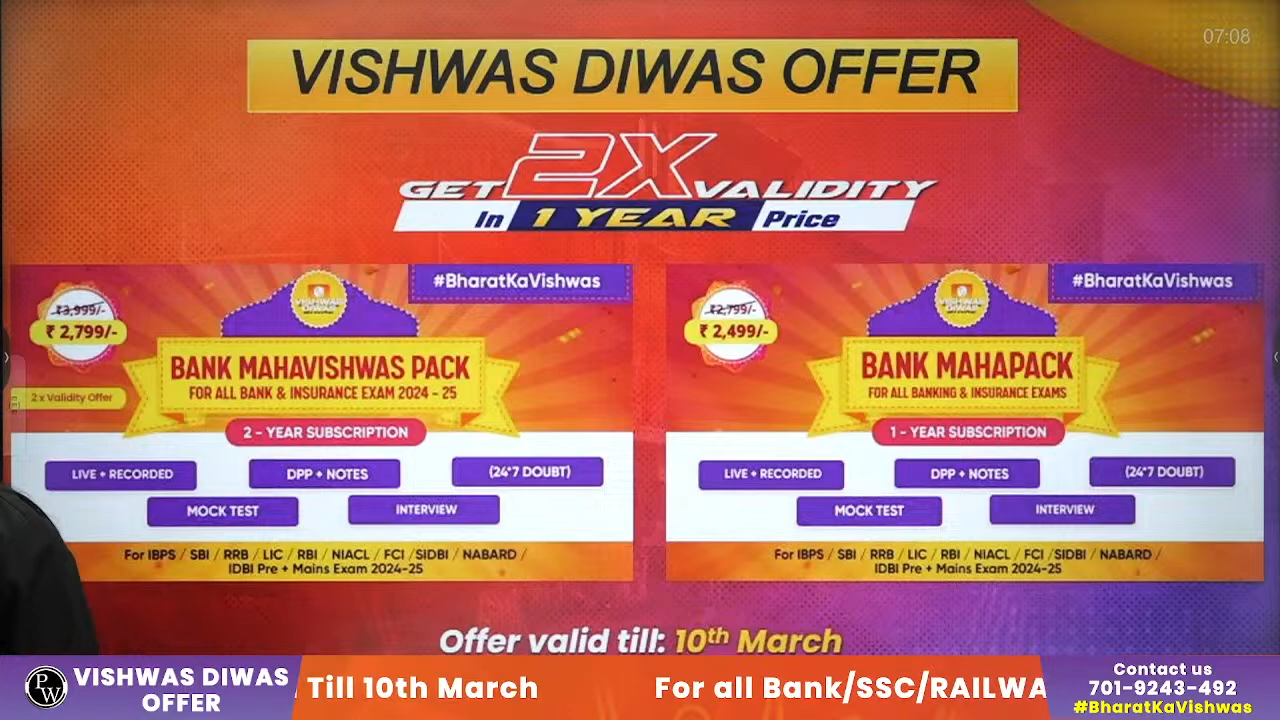 07:08
VISHWAS DIWAS OFFER
GET 2X VALIDITY
In 1 YEAR Price
#BharatKaVishwas
₹3,999/-
₹ 2,799/-
BANK MAHAVISHWAS PACK
FOR ALL BANK & INSURANCE EXAM 2024 - 25
2 x Validity Offer
2 - YEAR SUBSCRIPTION
LIVE + RECORDED
DPP + NOTES
(24*7 DOUBT)
MOCK TEST
INTERVIEW
For IBPS / SBI / RRB / LIC / RBI / NIACL / FCI / SIDBI / NABARD /
IDBI Pre + Mains Exam 2024-25
#BharatKaVishwas
₹2,799/-
₹ 2,499/-
BANK MAHAPACK
FOR ALL BANKING & INSURANCE EXAMS
1 - YEAR SUBSCRIPTION
LIVE + RECORDED
DPP + NOTES
(24*7 DOUBT)
MOCK TEST
INTERVIEW
For IBPS / SBI / RRB / LIC / RBI / NIACL / FCI / SIDBI / NABARD /
IDBI Pre + Mains Exam 2024-25
Offer valid till: 10th March
PW
VISHWAS DIWAS
OFFER
Till 10th March
For all Bank/SSC/RAILWA
Contact us
701-9243-492
#BharatKaVishwas